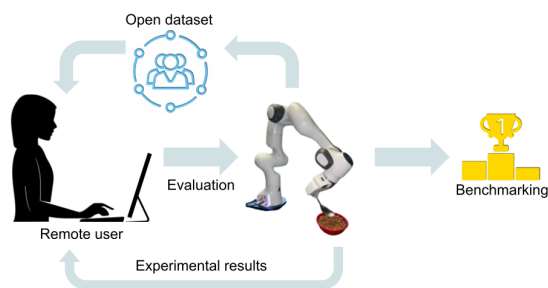 Open dataset
1
Evaluation
Benchmarking
Remote user
Experimental results